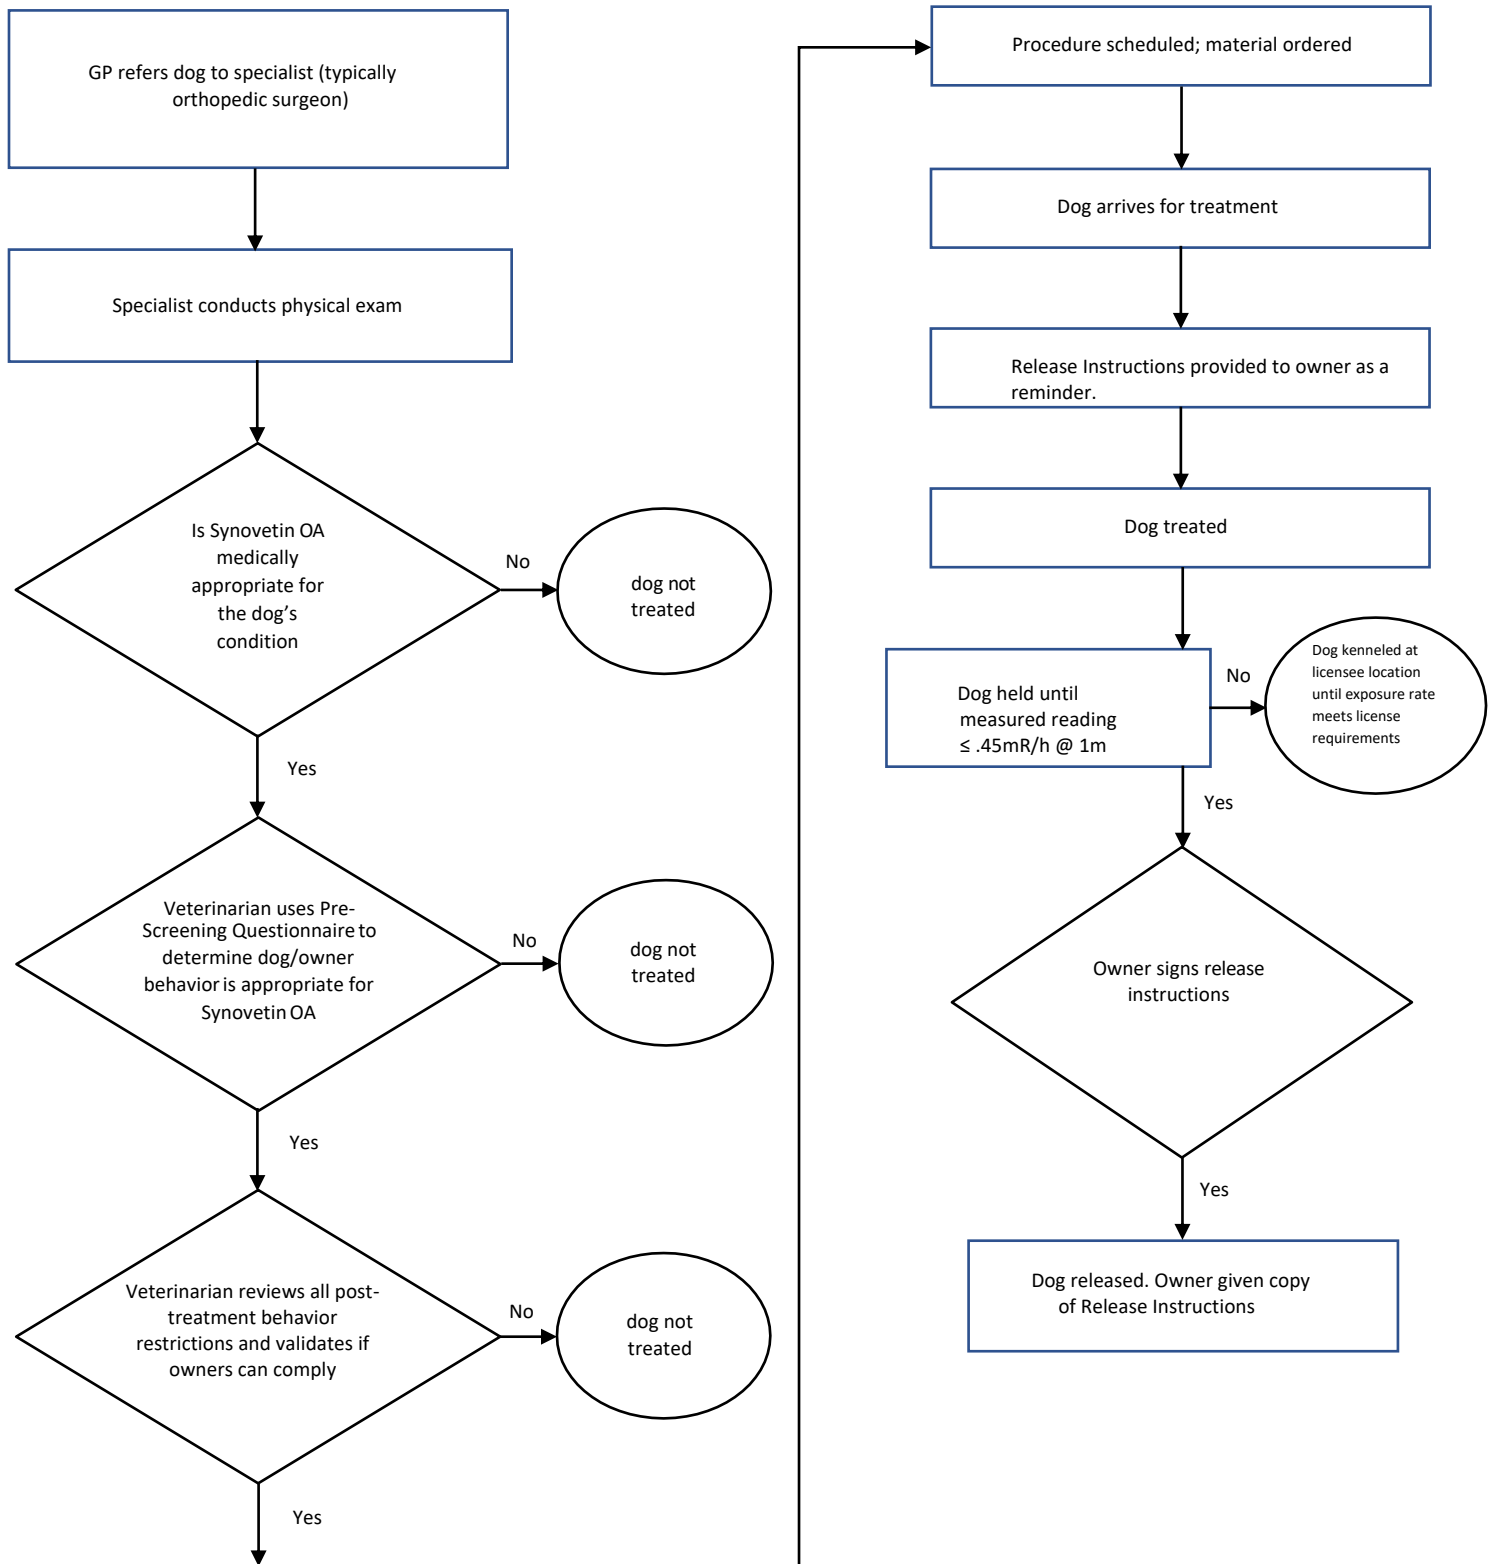 GP refers dog to specialist (typically
orthopedic surgeon)
Specialist conducts physical exam
Is Synovetin OA
medically
appropriate for
the dog's
condition
No
dog not
treated
Yes
Veterinarian uses Pre-
Screening Questionnaire to
determine dog/owner
behavior is appropriate for
Synovetin OA
No
dog not
treated
Yes
Veterinarian reviews all post-
treatment behavior
restrictions and validates if
owners can comply
No
dog not
treated
Yes
Procedure scheduled; material ordered
Dog arrives for treatment
Release Instructions provided to owner as a
reminder.
Dog treated
Dog held until
measured reading
≤ .45mR/h @ 1m
No
Dog kenneled at
licensee location
until exposure rate
meets license
requirements
Yes
Owner signs release
instructions
Yes
Dog released. Owner given copy
of Release Instructions